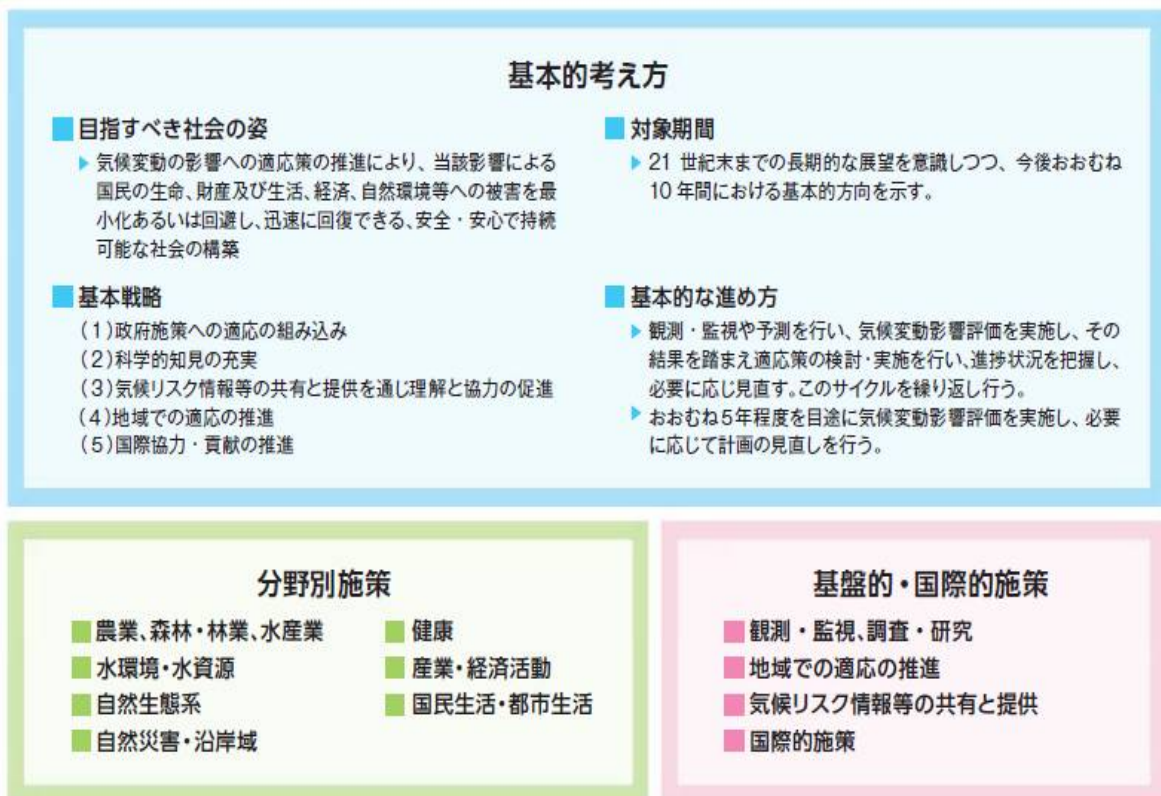 基本的考え方
■目指すべき社会の姿
▶気候変動の影響への適応策の推進により、当該影響による
国民の生命、財産及び生活、経済、自然環境等への被害を最
小化あるいは回避し、迅速に回復できる、安全・安心で持続
可能な社会の構築
■基本戦略
(1)政府施策への適応の組み込み
(2)科学的知見の充実
(3)気候リスク情報等の共有と提供を通じ理解と協力の促進
(4)地域での適応の推進
(5)国際協力・貢献の推進
■対象期間
▶21 世紀末までの長期的な展望を意識しつつ、今後おおむね
10 年間における基本的方向を示す。
■基本的な進め方
▶観測・監視や予測を行い、気候変動影響評価を実施し、その
結果を踏まえ適応策の検討・実施を行い、進捗状況を把握し、
必要に応じ見直す。このサイクルを繰り返し行う。
▶おおむね5年程度を目途に気候変動影響評価を実施し、必要
に応じて計画の見直しを行う。
分野別施策
■農業、森林・林業、水産業
■水環境・水資源
■自然生態系
■自然災害・沿岸域
■健康
■産業・経済活動
■国民生活・都市生活
基盤的・国際的施策
■観測・監視、調査・研究
■地域での適応の推進
■気候リスク情報等の共有と提供
■国際的施策